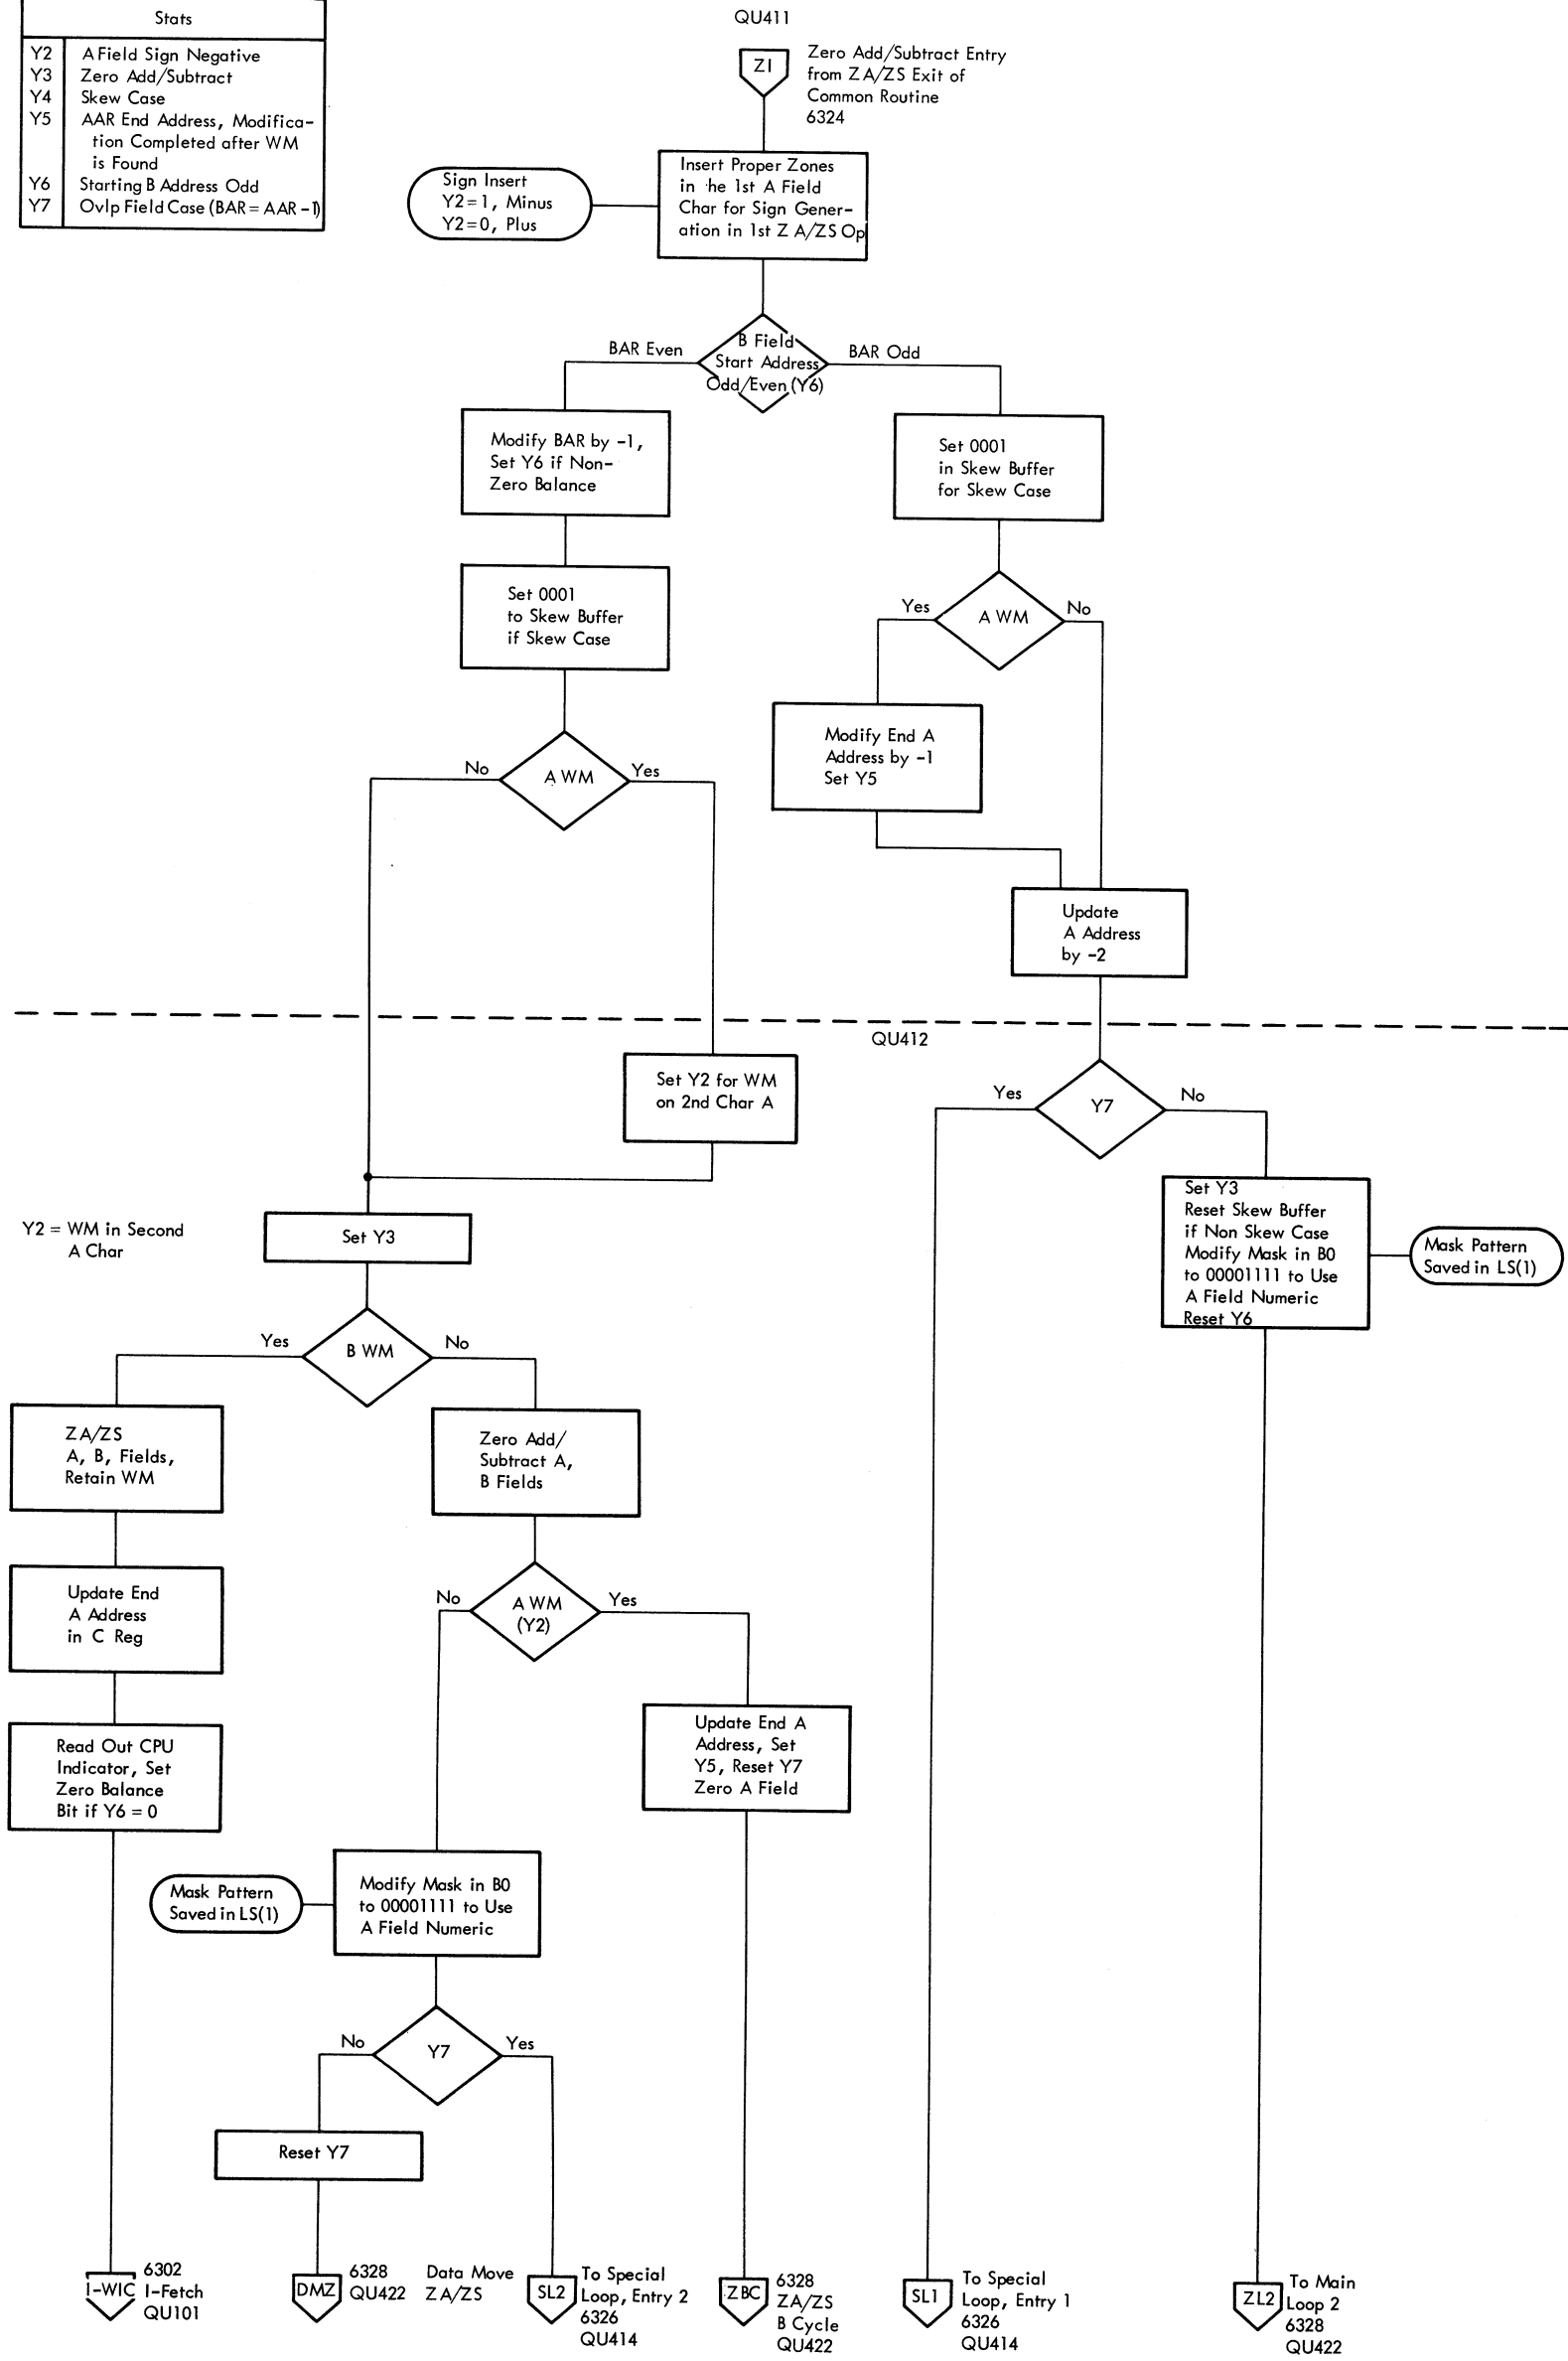 Stats
Y2 A Field Sign Negative
Y3 Zero Add/Subtract
Y4 Skew Case
Y5 AAR End Address, Modifica-
tion Completed after WM
is Found
Y6 Starting B Address Odd
Y7 Ovlp Field Case (BAR = AAR -1)
QU411
Z1
Zero Add/Subtract Entry
from ZA/ZS Exit of
Common Routine
6324
Sign Insert
Y2=1, Minus
Y2=0, Plus
Insert Proper Zones
in he 1st A Field
Char for Sign Gener-
ation in 1st Z A/ZS Op
BAR Even
B Field
Start Address
Odd/Even (Y6)
BAR Odd
Modify BAR by -1,
Set Y6 if Non-
Zero Balance
Set 0001
in Skew Buffer
for Skew Case
Set 0001
to Skew Buffer
if Skew Case
Yes
A WM
No
Modify End A
Address by -1
Set Y5
No
A WM
Yes
Update
A Address
by -2
QU412
Set Y2 for WM
on 2nd Char A
Yes
Y7
No
Set Y3
Reset Skew Buffer
if Non Skew Case
Modify Mask in B0
to 00001111 to Use
A Field Numeric
Reset Y6
Mask Pattern
Saved in LS(1)
Y2 = WM in Second
A Char
Set Y3
Yes
B WM
No
ZA/ZS
A, B, Fields,
Retain WM
Zero Add/
Subtract A,
B Fields
Update End
A Address
in C Reg
No
A WM
(Y2)
Yes
Read Out CPU
Indicator, Set
Zero Balance
Bit if Y6 = 0
Update End A
Address, Set
Y5, Reset Y7
Zero A Field
Mask Pattern
Saved in LS(1)
Modify Mask in B0
to 00001111 to Use
A Field Numeric
No
Y7
Yes
Reset Y7
I-WIC
6302
I-Fetch
QU101
DMZ
6328
QU422
Data Move
ZA/ZS
SL2
To Special
Loop, Entry 2
6326
QU414
ZBC
6328
ZA/ZS
B Cycle
QU422
SL1
To Special
Loop, Entry 1
6326
QU414
ZL2
To Main
Loop 2
6328
QU422